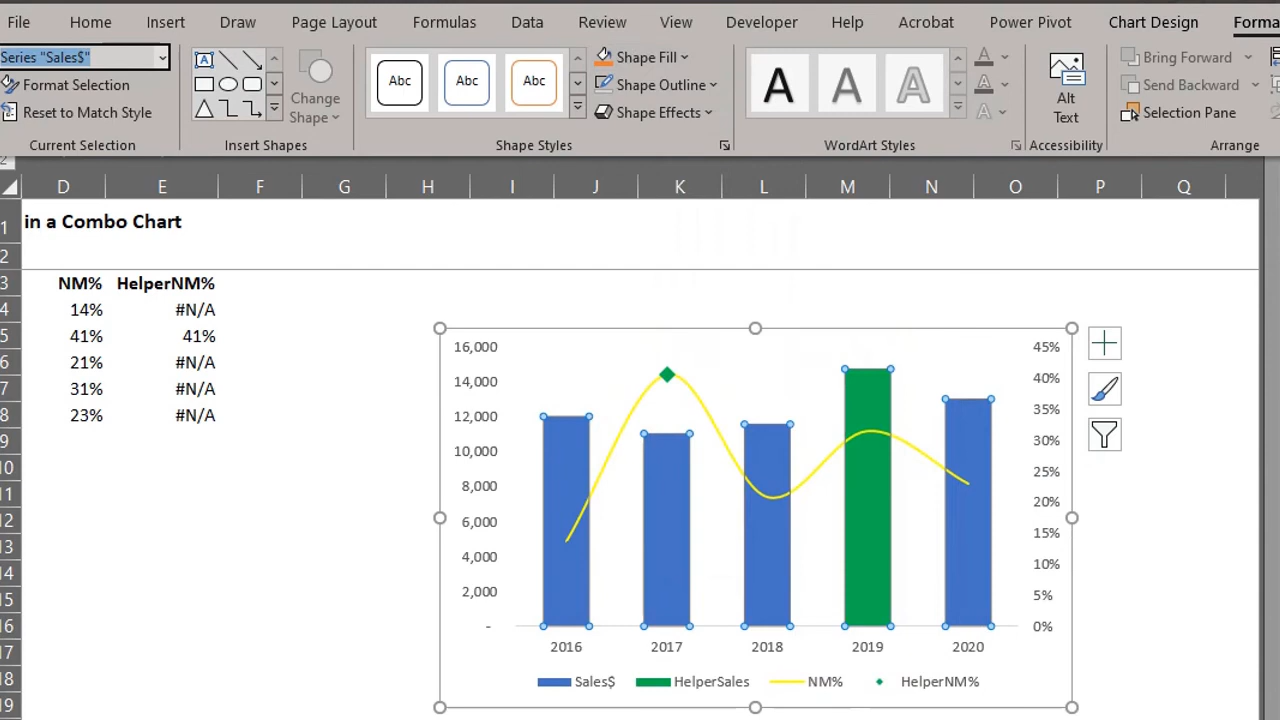 File Home Insert Draw Page Layout Formulas Data Review View Developer Help Acrobat Power Pivot Chart Design Forma
Series "Sales$"
Format Selection
Reset to Match Style
Current Selection
A
Change
Shape
Insert Shapes
Abc Abc Abc
Shape Fill
Shape Outline
Shape Effects
Shape Styles
A A A
A
A
A
WordArt Styles
Alt
Text
Accessibility
Bring Forward
Send Backward
Selection Pane
Arrange
2
D E F G H I J K L M N O P Q
1 in a Combo Chart
2
3 NM% HelperNM%
4 14% #N/A
5 41% 41%
6 21% #N/A
7 31% #N/A
8 23% #N/A
9
10
11
12
13
14
15
16
17
18
19
16,000 45%
14,000 40%
12,000 35%
10,000 30%
8,000 25%
6,000 20%
4,000 15%
2,000 10%
- 5%
0%
2016 2017 2018 2019 2020
Sales$ HelperSales NM% HelperNM%